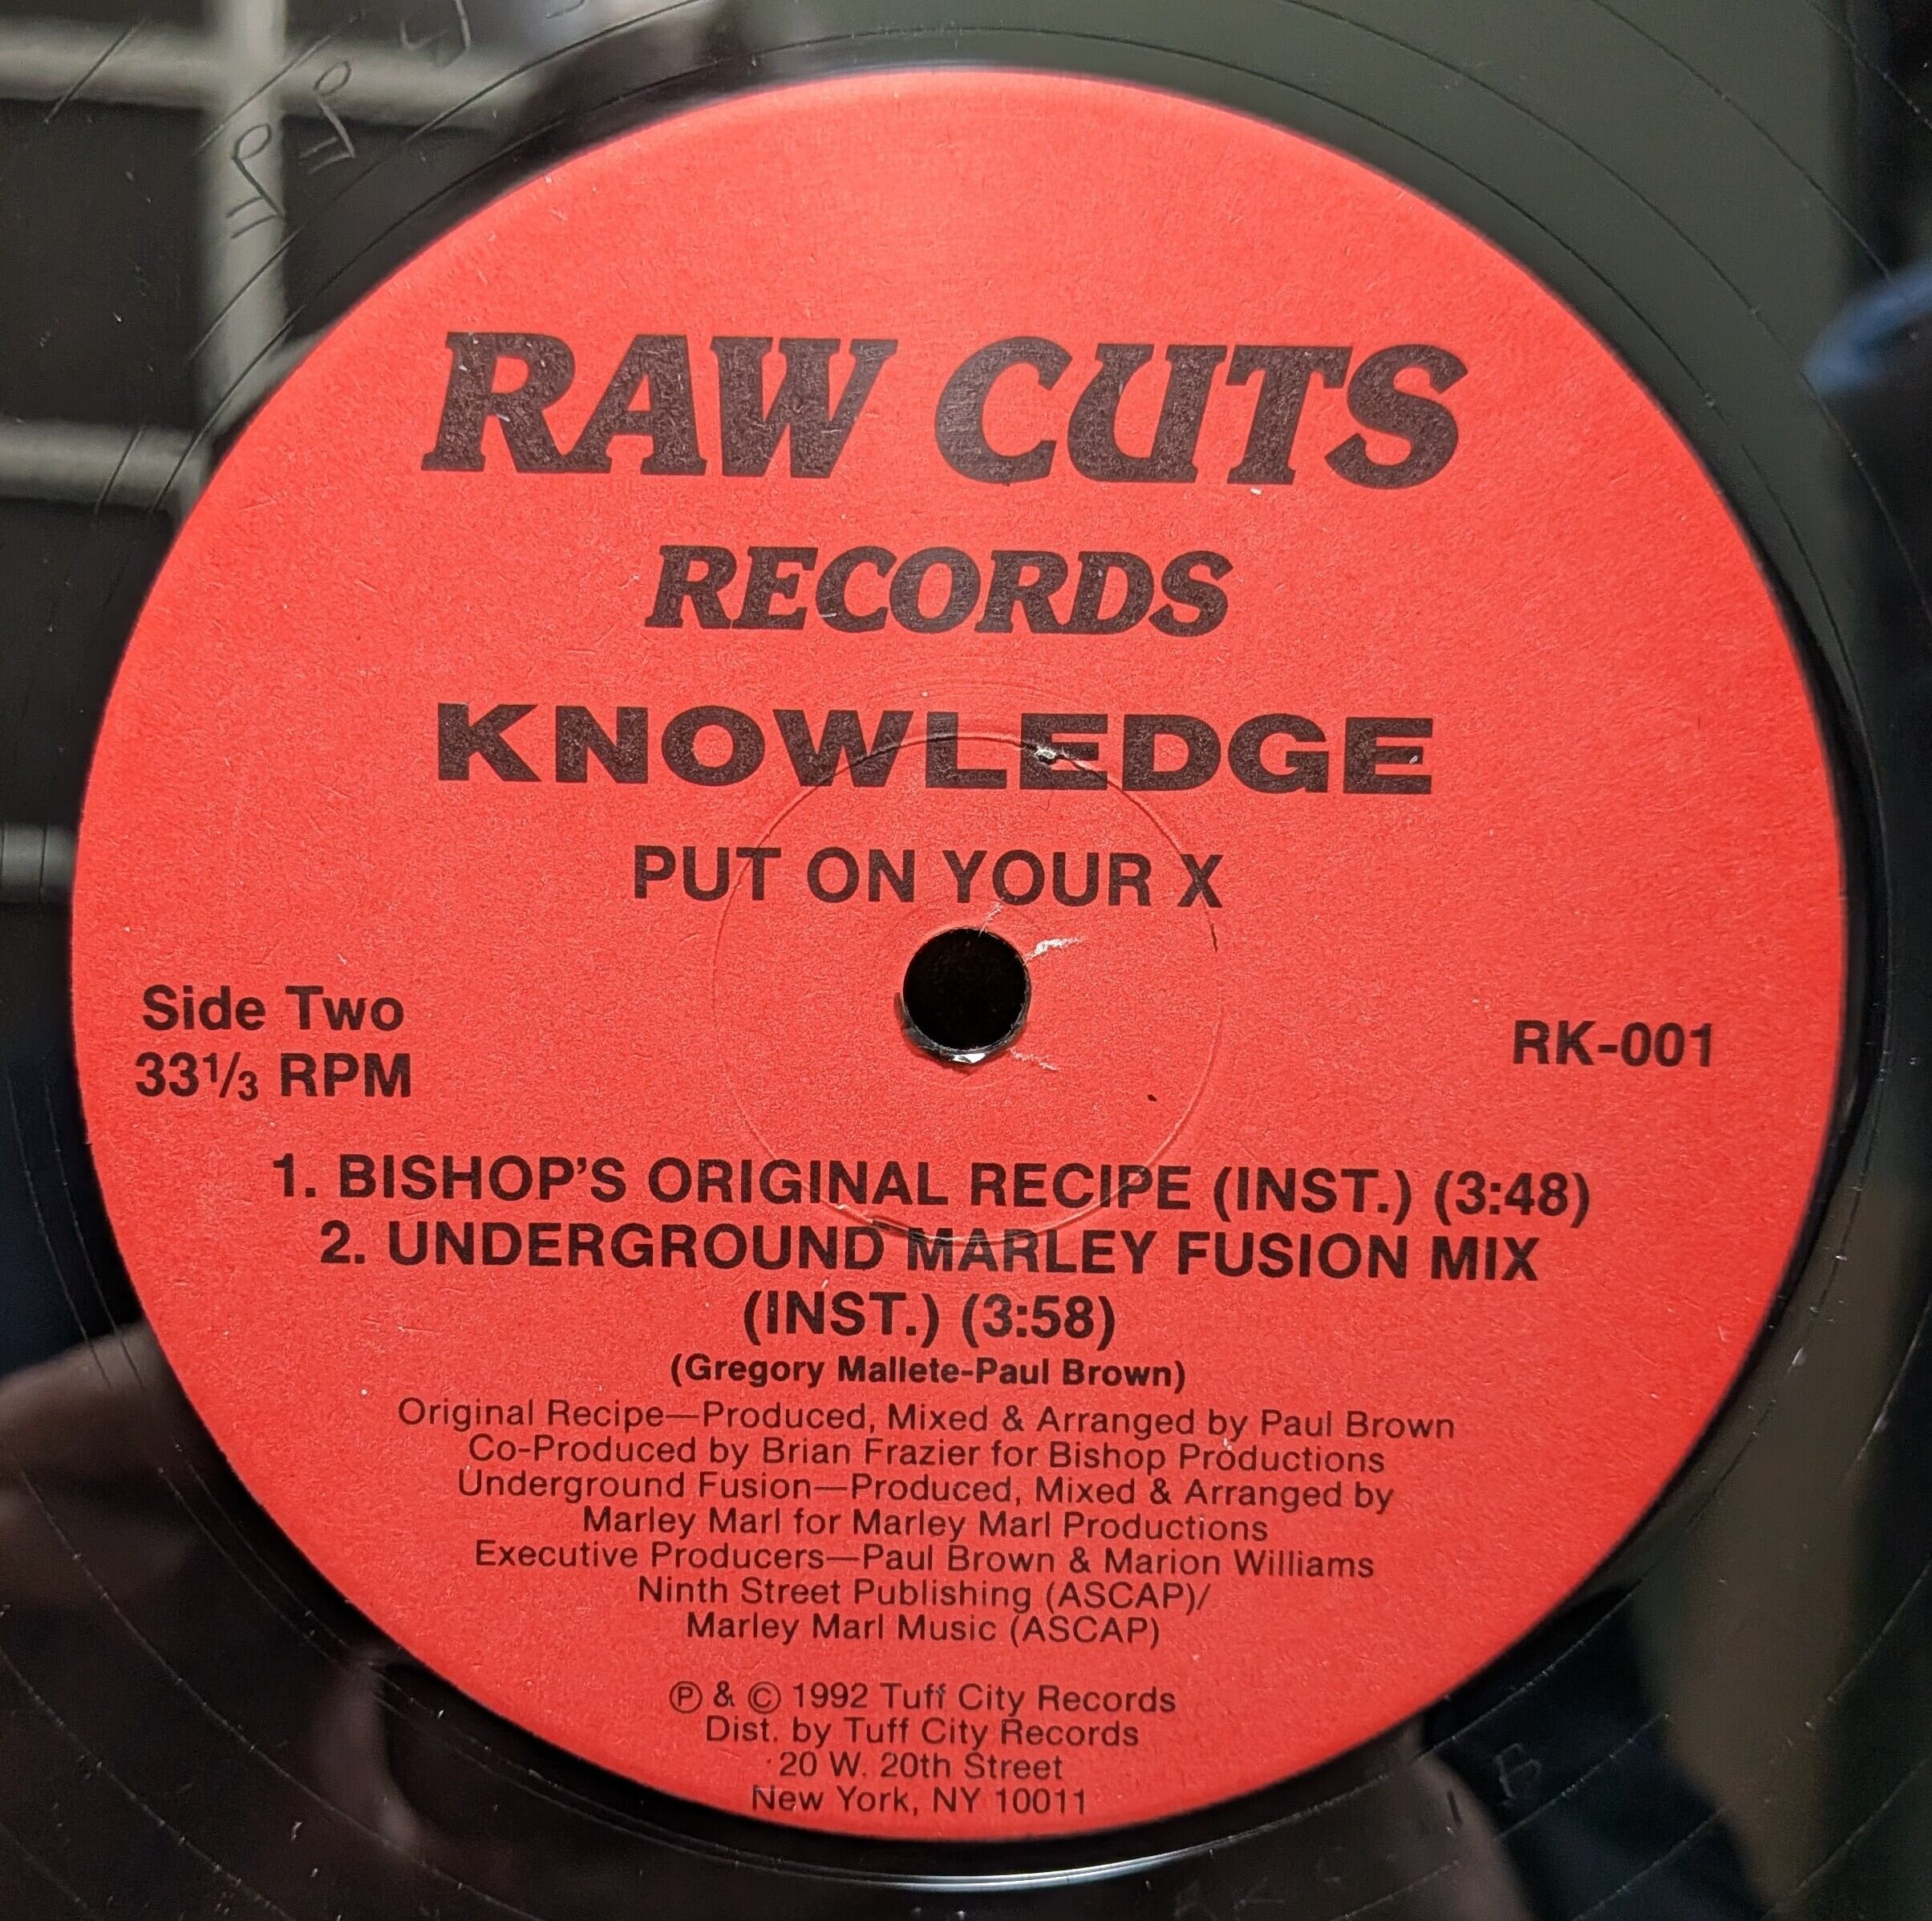 RAW CUTS
RECORDS
KNOWLEDGE
PUT ON YOUR X
Side Two
33 1/3 RPM
RK-001
1. BISHOP'S ORIGINAL RECIPE (INST.) (3:48)
2. UNDERGROUND MARLEY FUSION MIX
(INST.) (3:58)
(Gregory Mallete-Paul Brown)
Original Recipe—Produced, Mixed & Arranged by Paul Brown
Co-Produced by Brian Frazier for Bishop Productions
Underground Fusion—Produced, Mixed & Arranged by
Marley Marl for Marley Marl Productions
Executive Producers—Paul Brown & Marion Williams
Ninth Street Publishing (ASCAP)/
Marley Marl Music (ASCAP)
℗ & © 1992 Tuff City Records
Dist. by Tuff City Records
20 W. 20th Street
New York, NY 10011